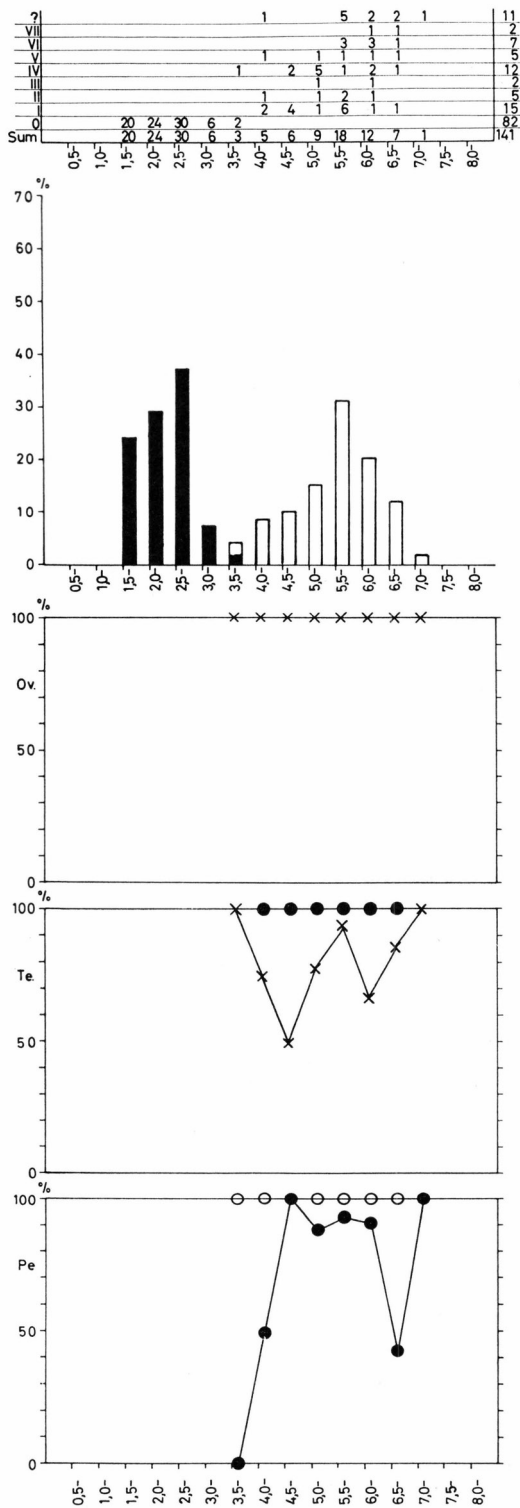 ? 1 5 2 2 1 11
VII 1 1 2
VI 3 3 1 7
V 1 1 1 1 1 5
IV 1 2 5 1 2 1 12
III 1 1 2
II 1 1 2 1 5
I 2 4 1 6 1 1 15
0 20 24 30 6 2 82
Sum 20 24 30 6 3 5 6 9 18 12 7 1 141
0,5- 1,0- 1,5- 2,0- 2,5- 3,0- 3,5- 4,0- 4,5- 5,0- 5,5- 6,0- 6,5- 7,0- 7,5- 8,0-
%
70
60
50
40
30
20
10
0
0,5- 1,0- 1,5- 2,0- 2,5- 3,0- 3,5- 4,0- 4,5- 5,0- 5,5- 6,0- 6,5- 7,0- 7,5- 8,0-
%
100
Ov.
50
0
%
100
Te.
50
0
%
100
Pe
50
0
0,5- 1,0- 1,5- 2,0- 2,5- 3,0- 3,5- 4,0- 4,5- 5,0- 5,5- 6,0- 6,5- 7,0- 7,5- 8,0-